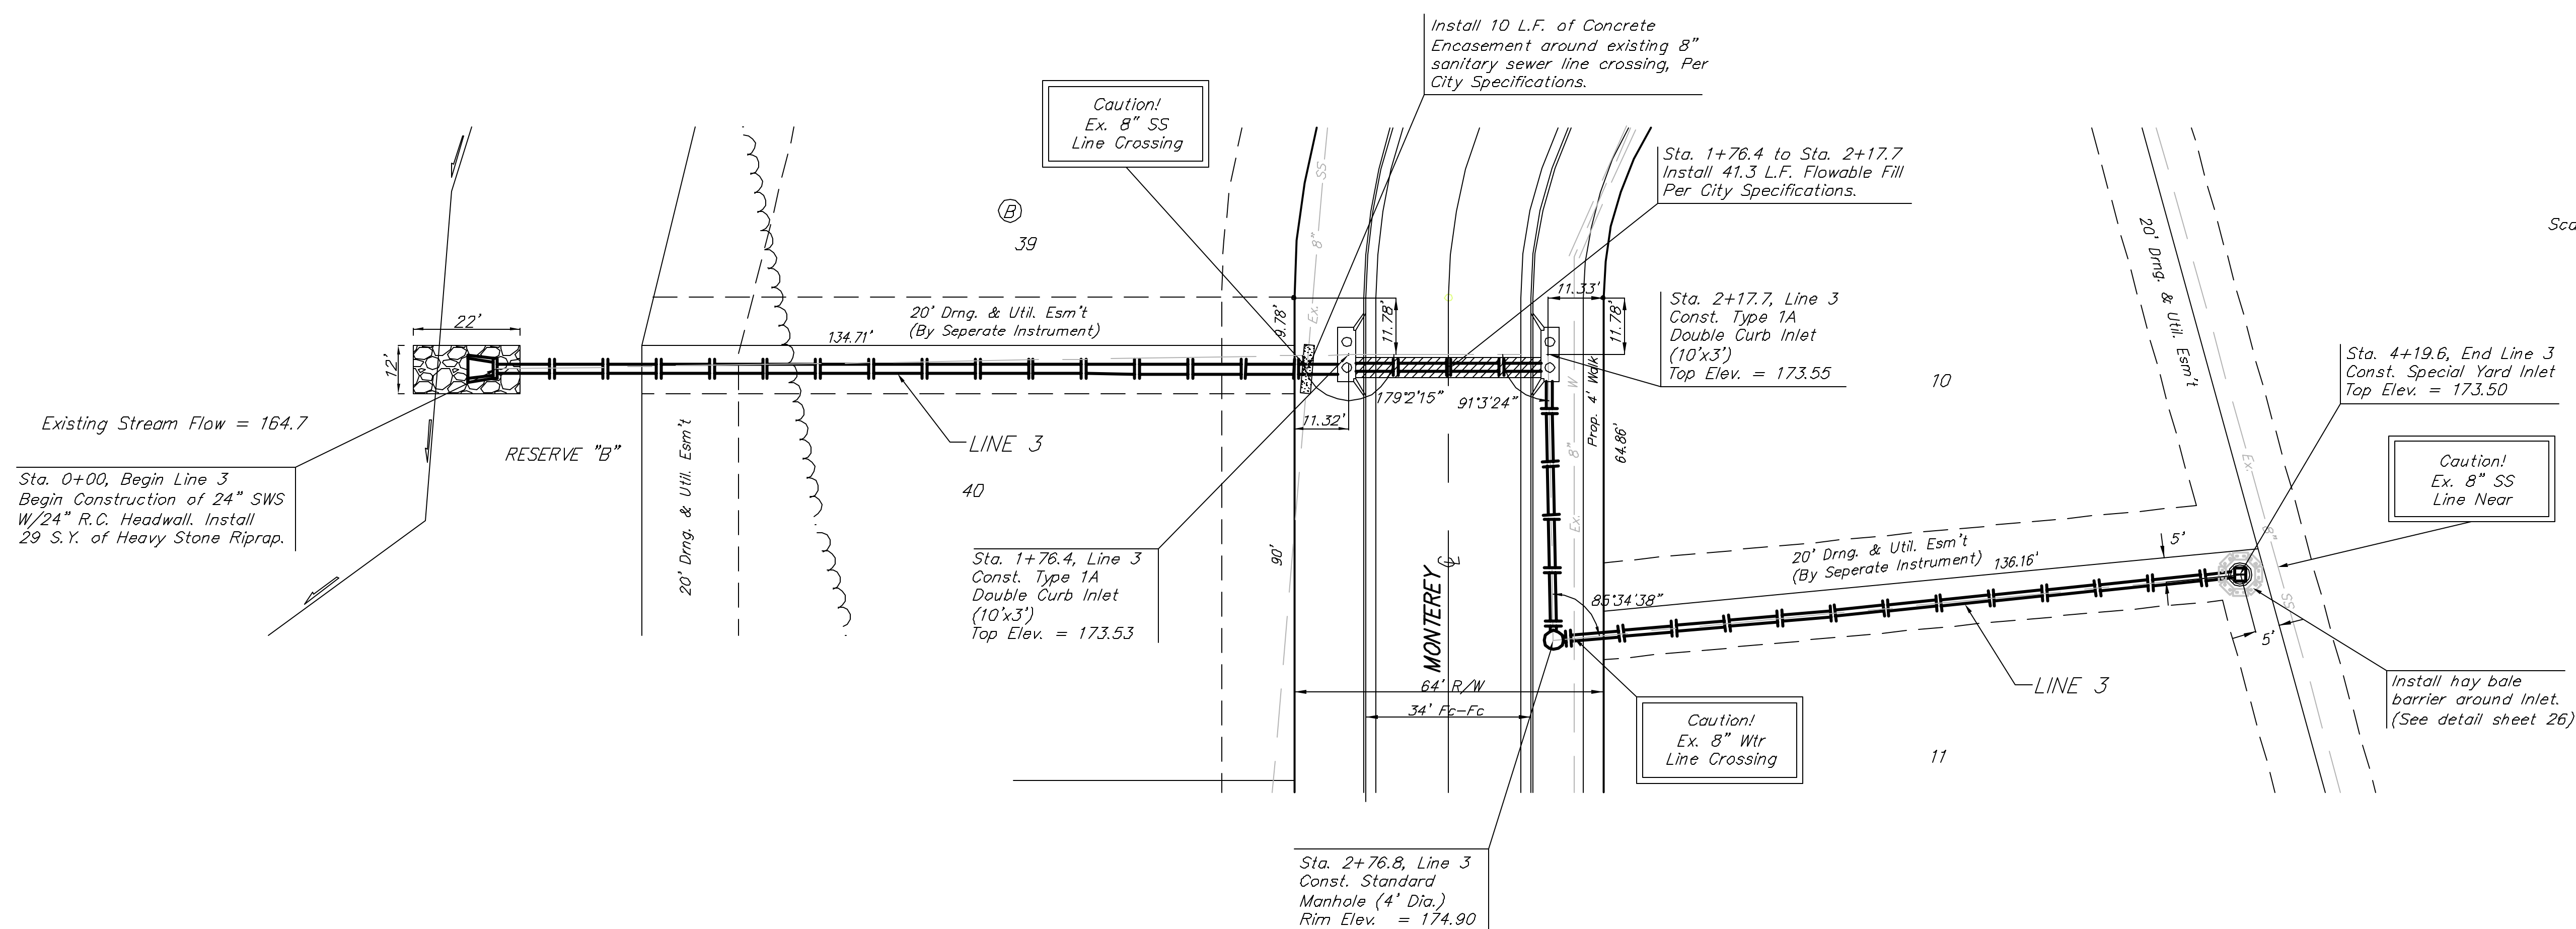 Install 10 L.F. of Concrete
Encasement around existing 8"
sanitary sewer line crossing, Per
City Specifications.
Caution!
Ex. 8" SS
Line Crossing
Sta. 1+76.4 to Sta. 2+17.7
Install 41.3 L.F. Flowable Fill
Per City Specifications.
B
39
Ex. 8" SS
20' Drng. & Util. Esm't
Sca
22'
12'
20' Drng. & Util. Esm't
(By Seperate Instrument)
134.71'
9.78'
11.78'
11.33'
11.78'
Sta. 2+17.7, Line 3
Const. Type 1A
Double Curb Inlet
(10'x3')
Top Elev. = 173.55
10
Sta. 4+19.6, End Line 3
Const. Special Yard Inlet
Top Elev. = 173.50
Existing Stream Flow = 164.7
RESERVE "B"
LINE 3
11.32'
179°2'15"
91°3'24"
Prop. 4' Walk
64.86'
Ex. 8" W
Caution!
Ex. 8" SS
Line Near
Sta. 0+00, Begin Line 3
Begin Construction of 24" SWS
W/24" R.C. Headwall. Install
29 S.Y. of Heavy Stone Riprap.
20' Drng. & Util. Esm't
40
90'
Sta. 1+76.4, Line 3
Const. Type 1A
Double Curb Inlet
(10'x3')
Top Elev. = 173.53
MONTEREY
85°34'38"
20' Drng. & Util. Esm't
(By Seperate Instrument)
136.16'
5'
Ex. 8" SS
5'
64' R/W
34' Fc-Fc
LINE 3
Install hay bale
barrier around Inlet.
(See detail sheet 26)
Caution!
Ex. 8" Wtr
Line Crossing
11
Sta. 2+76.8, Line 3
Const. Standard
Manhole (4' Dia.)
Rim Elev. = 174.90